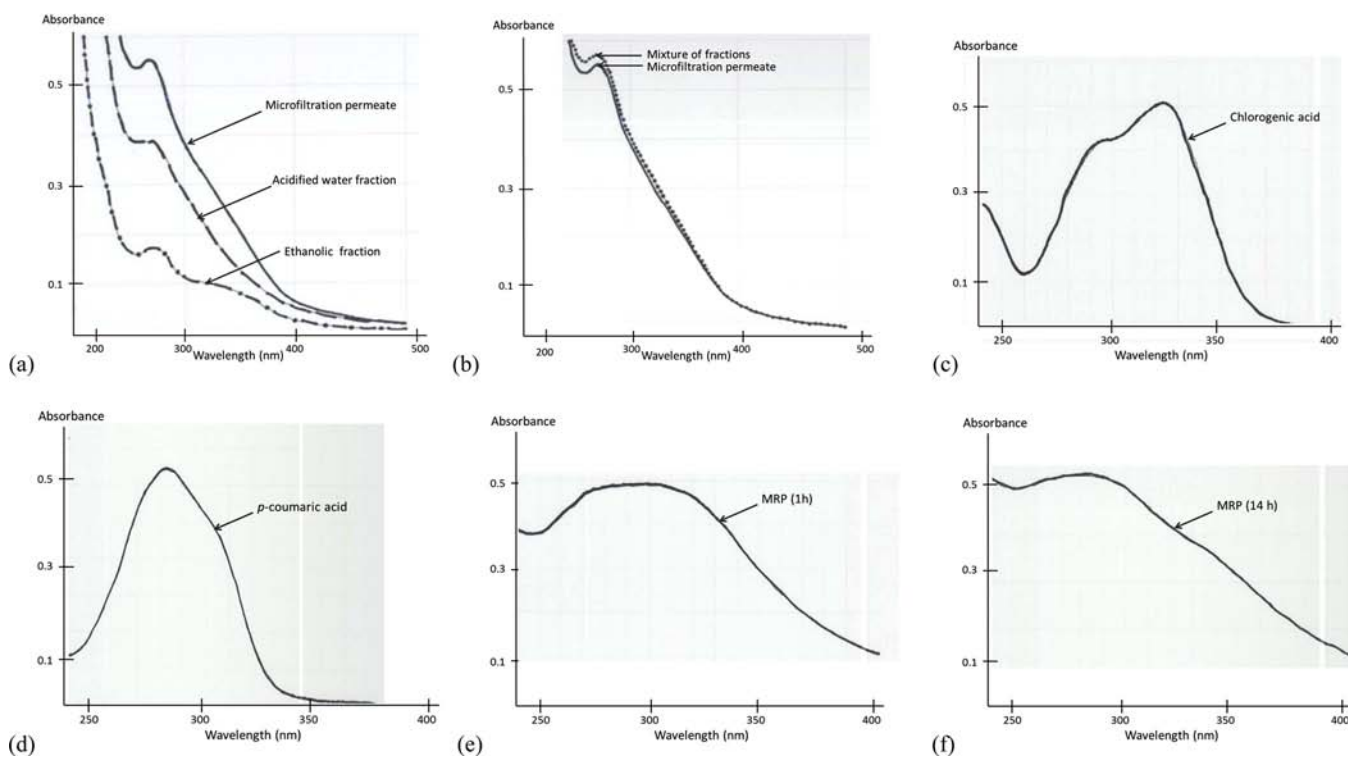 Absorbance
0.5
0.3
0.1
Microfiltration permeate
Acidified water fraction
Ethanolic fraction
200
300
400
500
Wavelength (nm)
(a)
Absorbance
0.5
0.3
0.1
Mixture of fractions
Microfiltration permeate
200
300
400
500
Wavelength (nm)
(b)
Absorbance
0.5
0.3
0.1
Chlorogenic acid
250
300
350
400
Wavelength (nm)
(c)
Absorbance
0.5
0.3
0.1
p-coumaric acid
250
300
350
400
Wavelength (nm)
(d)
Absorbance
0.5
0.3
0.1
MRP (1h)
250
300
350
400
Wavelength (nm)
(e)
Absorbance
0.5
0.3
0.1
MRP (14 h)
250
300
350
400
Wavelength (nm)
(f)